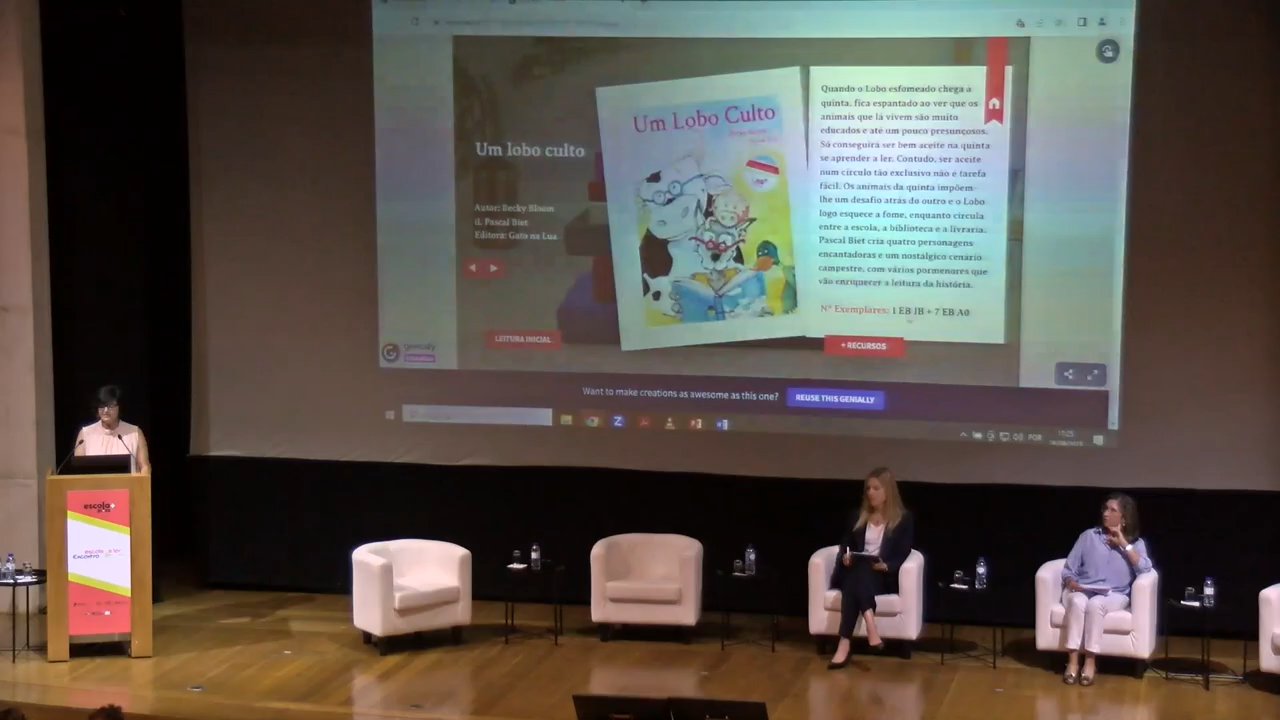 Um lobo culto
Autor: Becky Bloom
il. Pascal Biet
Editora: Gato na Lua
LEITURA INICIAL
Um Lobo Culto
Quando o Lobo esfomeado chega à
quinta, fica espantado ao ver que os
animais que lá vivem são muito
educados e até um pouco presunçosos.
Só conseguirá ser bem aceite na quinta
se aprender a ler. Contudo, ser aceite
num círculo tão exclusivo não é tarefa
fácil. Os animais da quinta impõem-
lhe um desafio atrás do outro e o Lobo
logo esquece a fome, enquanto circula
entre a escola, a biblioteca e a livraria.
Pascal Biet cria quatro personagens
encantadoras e um nostálgico cenário
campestre, com vários pormenores que
vão enriquecer a leitura da história.
Nº Exemplares: 1 EB JB + 7 EB A0
+ RECURSOS
genially
Want to make creations as awesome as this one?
REUSE THIS GENIALLY
POR
11:25
escola+